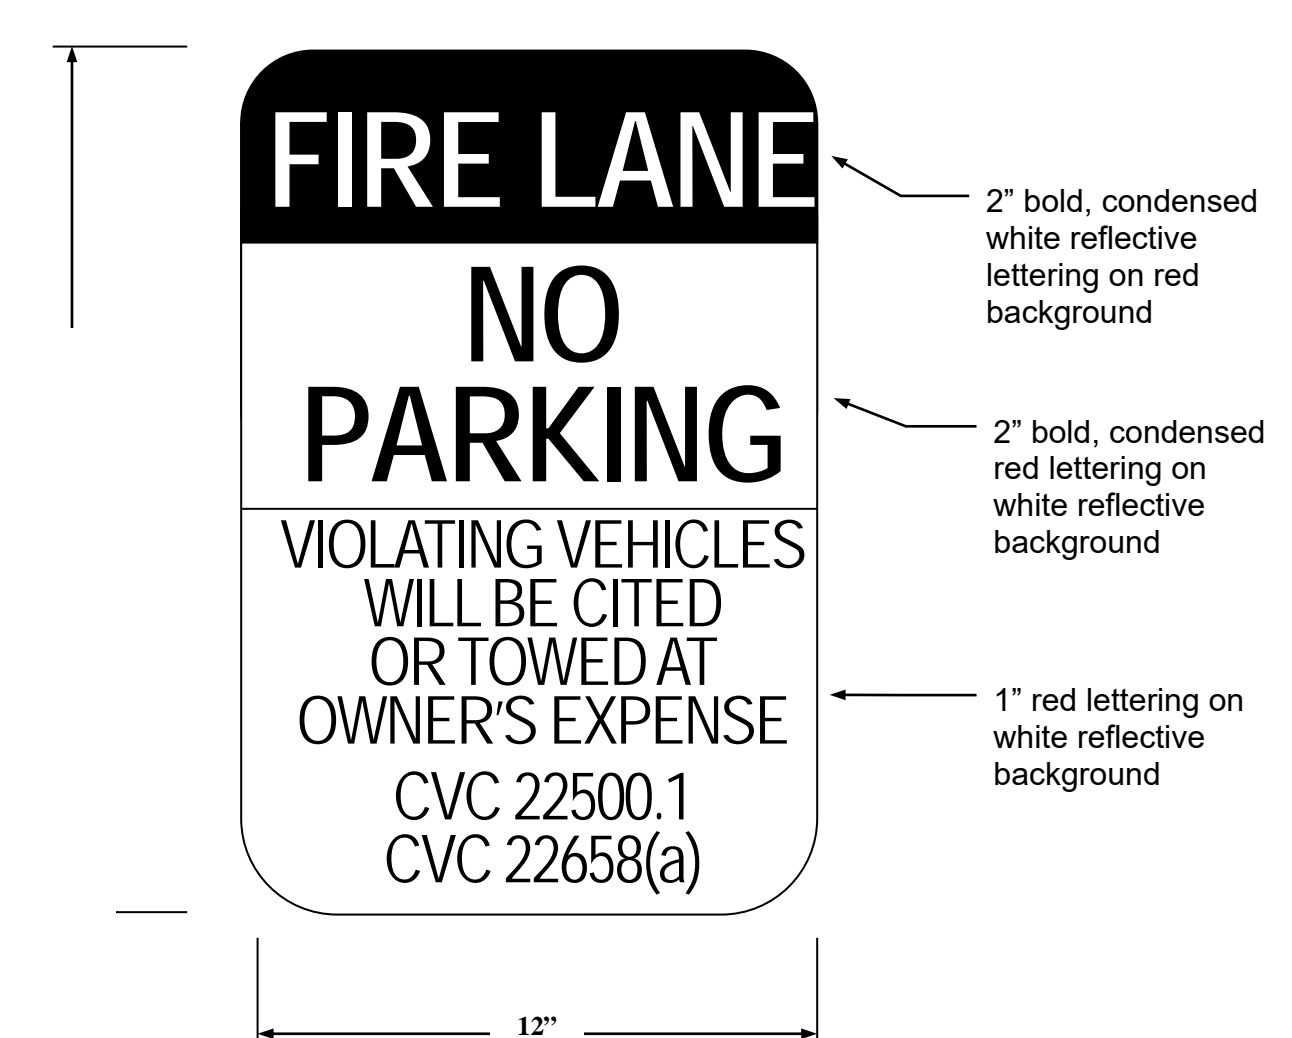 FIRE LANE
NO
PARKING
VIOLATING VEHICLES
WILL BE CITED
OR TOWED AT
OWNER'S EXPENSE
CVC 22500.1
CVC 22658(a)
2” bold, condensed
white reflective
lettering on red
background
2” bold, condensed
red lettering on
white reflective
background
1” red lettering on
white reflective
background
12”